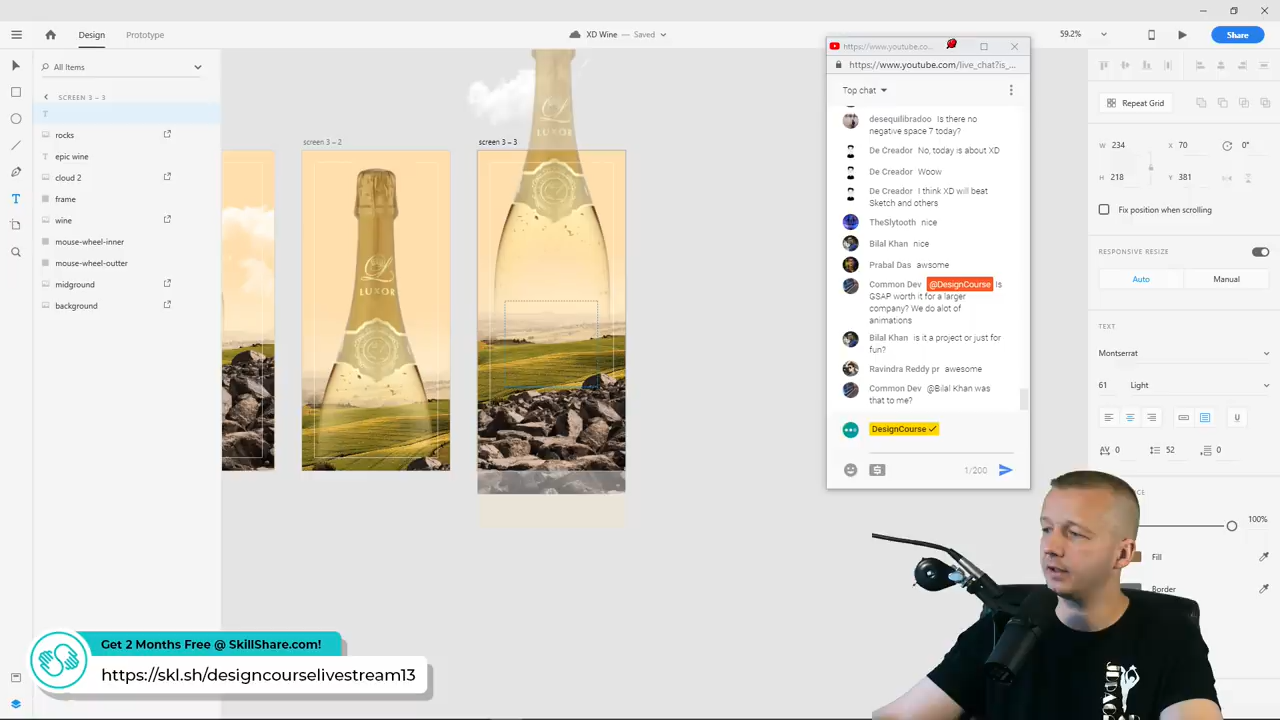 Design
Prototype
XD Wine — Saved
59.2%
Share
All Items
SCREEN 3 – 3
T
rocks
T epic wine
cloud 2
frame
wine
mouse-wheel-inner
mouse-wheel-outter
midground
background
screen 3 – 2
screen 3 – 3
L
LUXOR
L
LUXOR
https://www.youtube.co...
https://www.youtube.com/live_chat?is_...
Top chat
desequilibradoo Is there no
negative space 7 today?
De Creador No, today is about XD
De Creador Woow
De Creador I think XD will beat
Sketch and others
TheSlytooth nice
Bilal Khan nice
Prabal Das awsome
Common Dev @DesignCourse Is
GSAP worth it for a larger
company? We do alot of
animations
Bilal Khan is it a project or just for
fun?
Ravindra Reddy pr awesome
Common Dev @Bilal Khan was
that to me?
DesignCourse
1/200
Repeat Grid
W 234 X 70 0°
H 218 Y 381
Fix position when scrolling
RESPONSIVE RESIZE
Auto
Manual
TEXT
Montserrat
61 Light
AV 0 52 0
100%
Fill
Border
Get 2 Months Free @ SkillShare.com!
https://skl.sh/designcourselivestream13